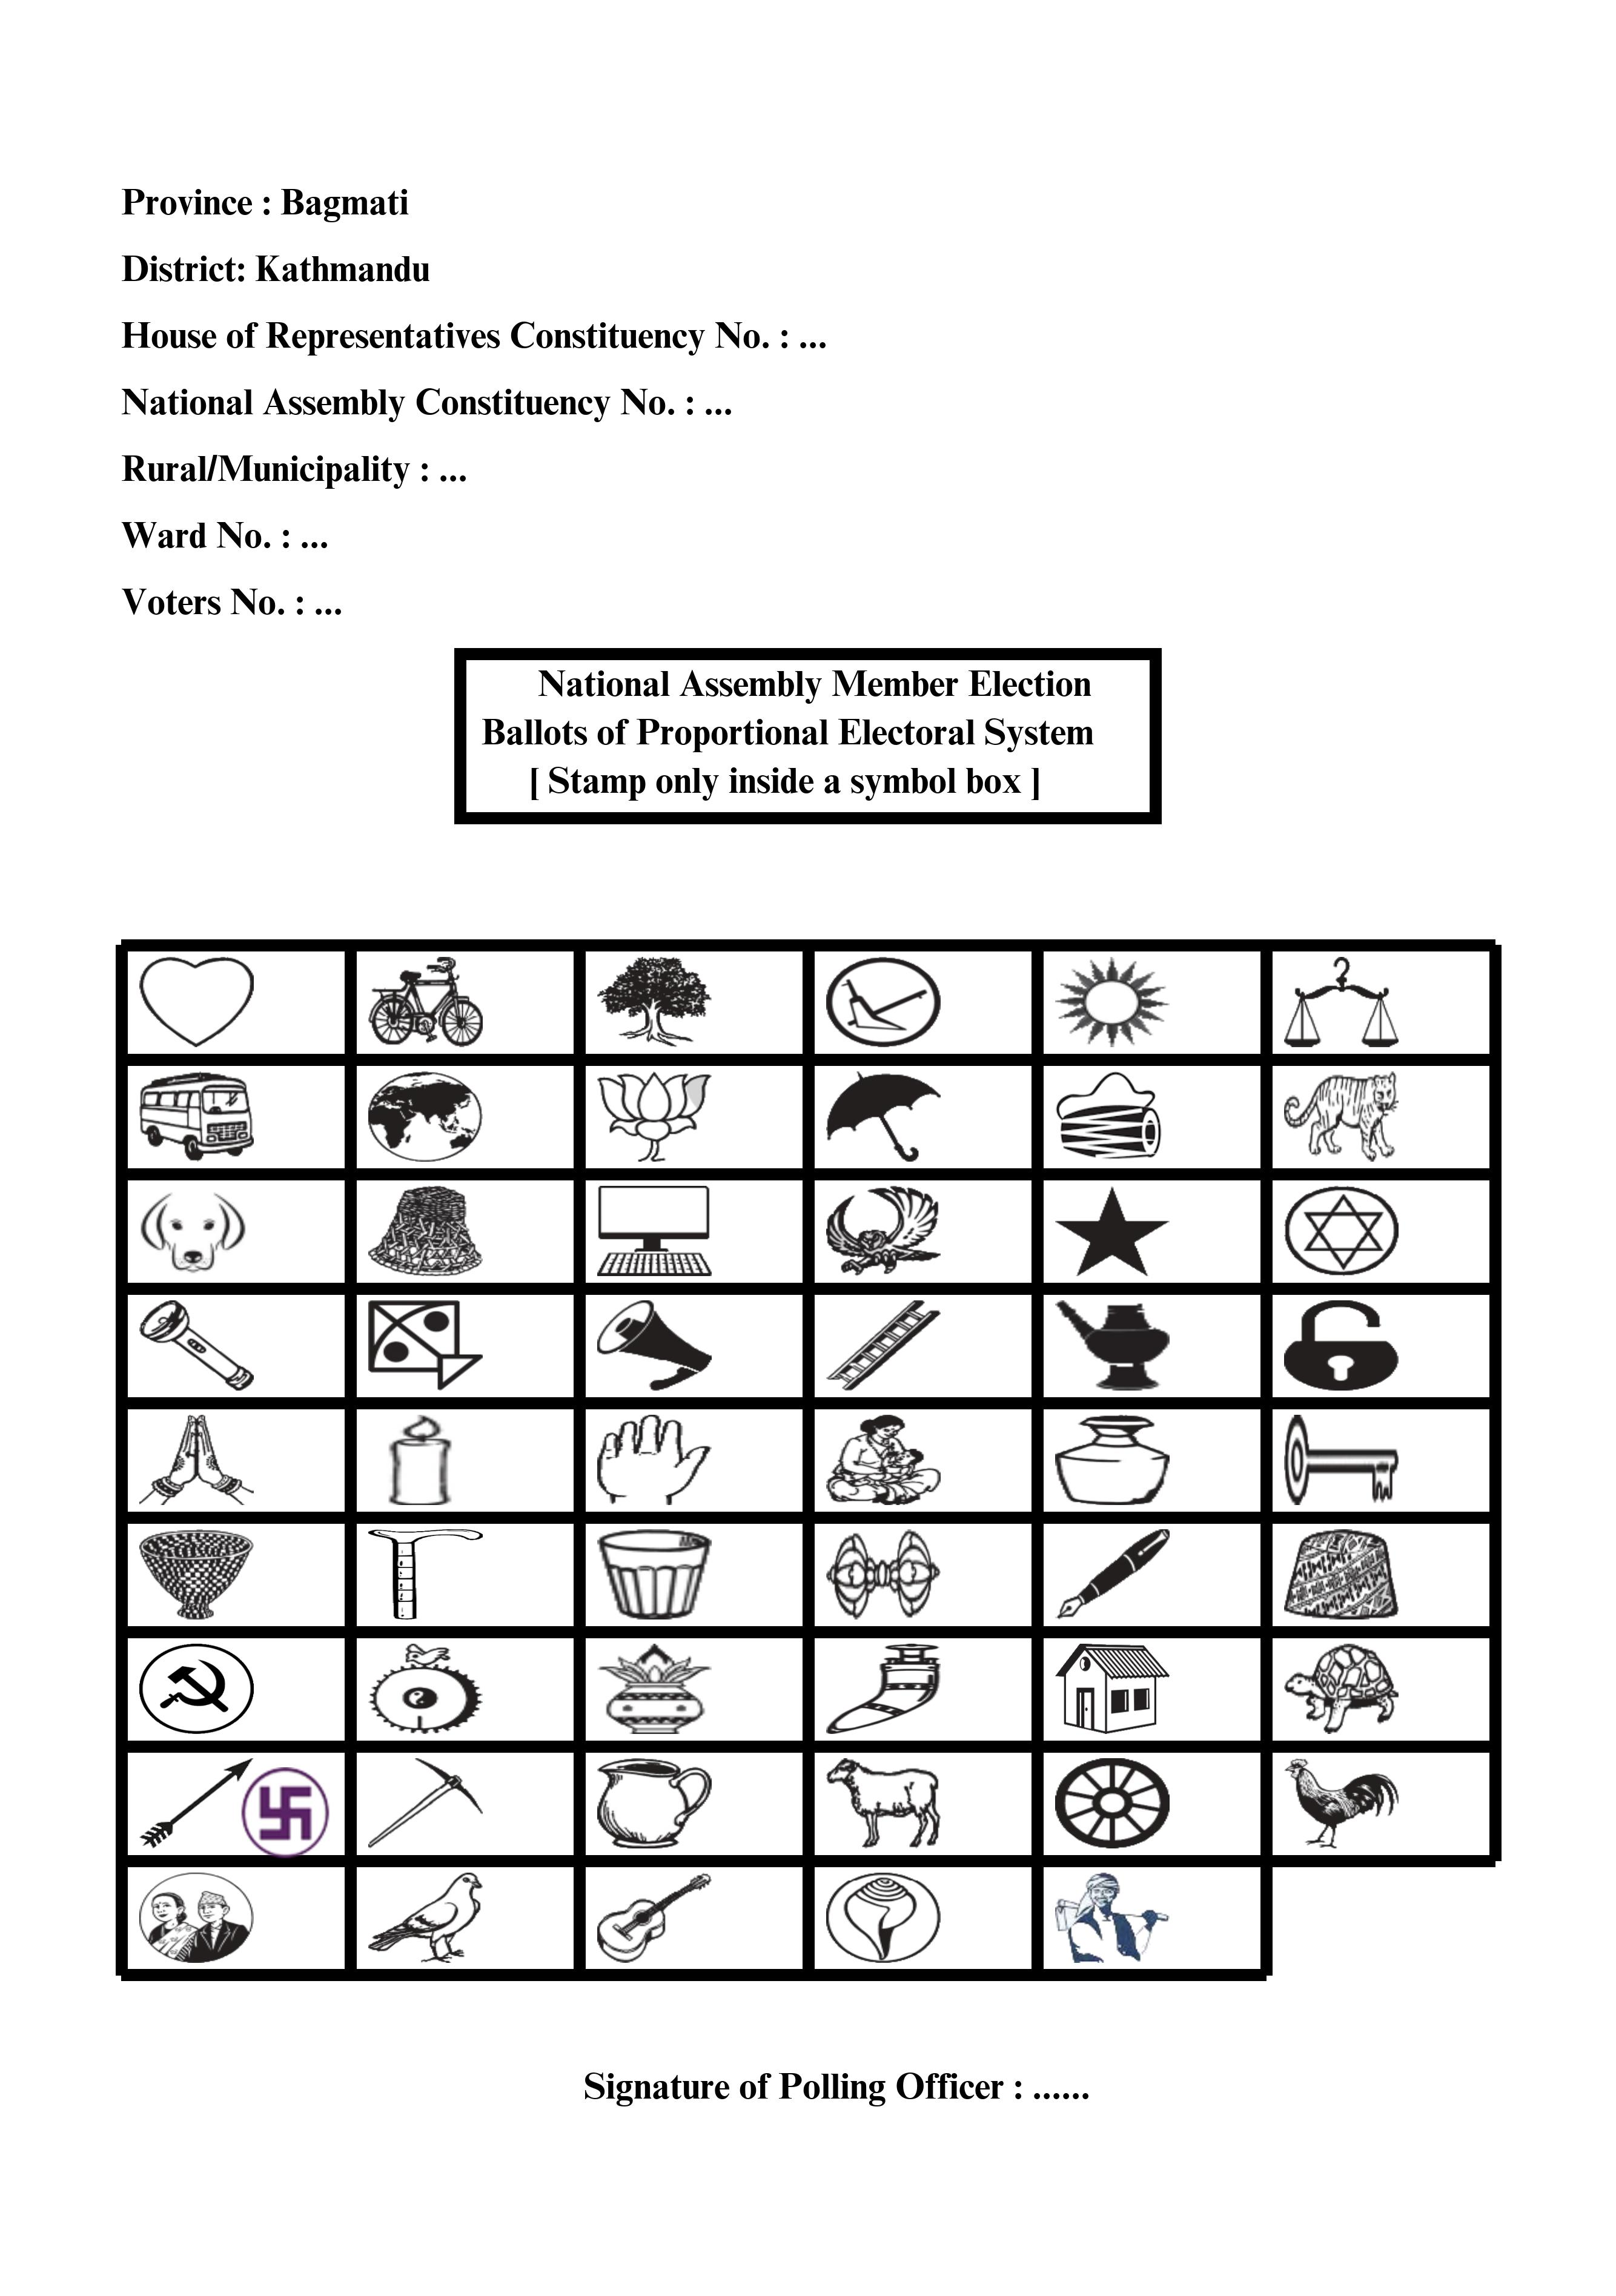 Province : Bagmati
District: Kathmandu
House of Representatives Constituency No. : ...
National Assembly Constituency No. : ...
Rural/Municipality : ...
Ward No. : ...
Voters No. : ...
National Assembly Member Election
Ballots of Proportional Electoral System
[ Stamp only inside a symbol box ]
Signature of Polling Officer : ......